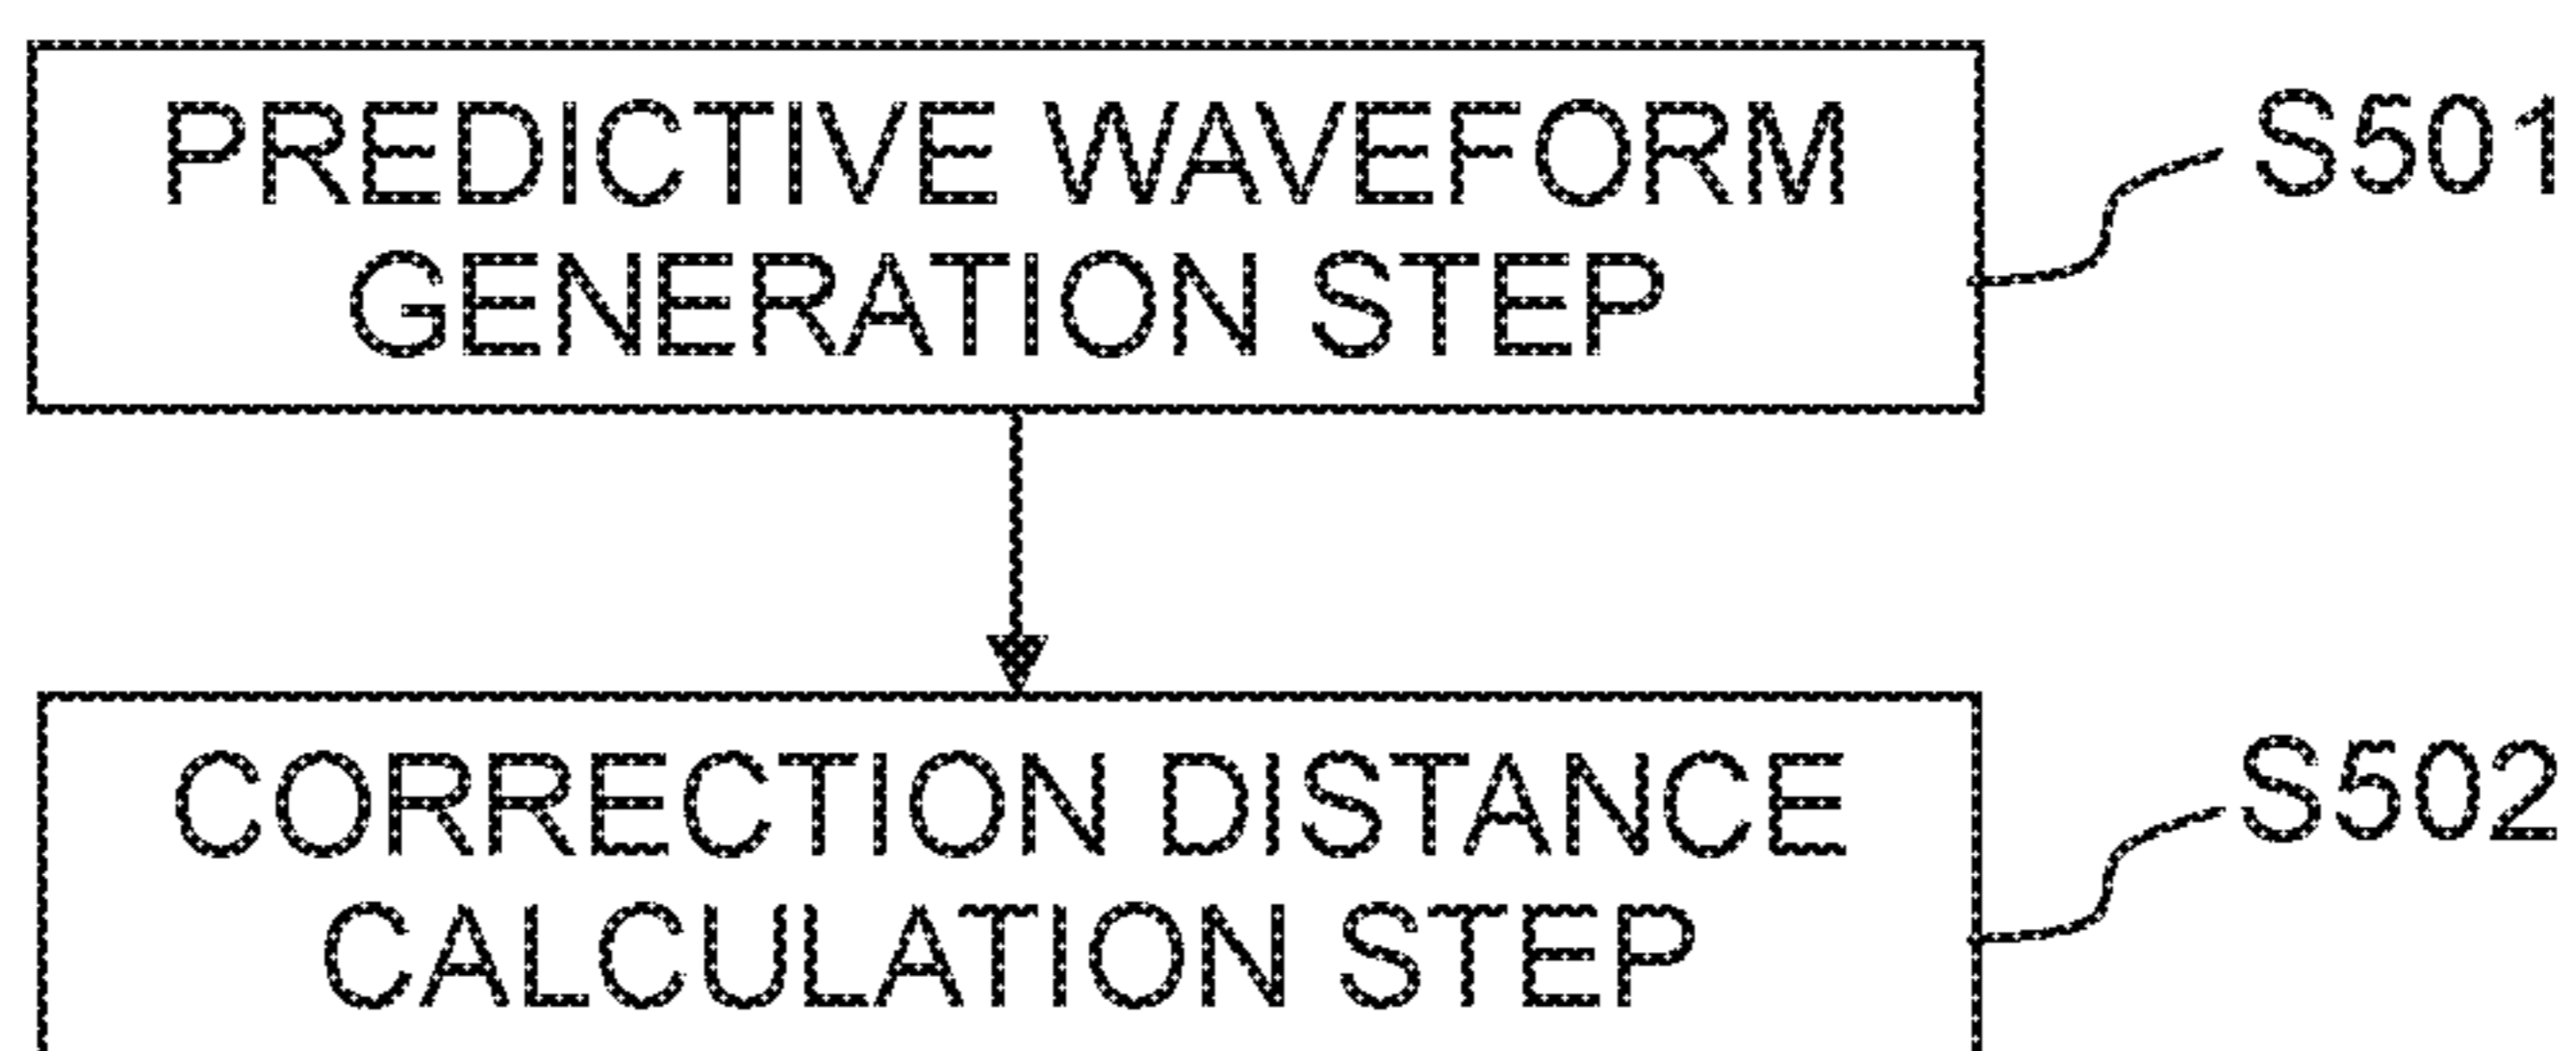 PREDICTIVE WAVEFORM
GENERATION STEP
S501
CORRECTION DISTANCE
CALCULATION STEP
S502